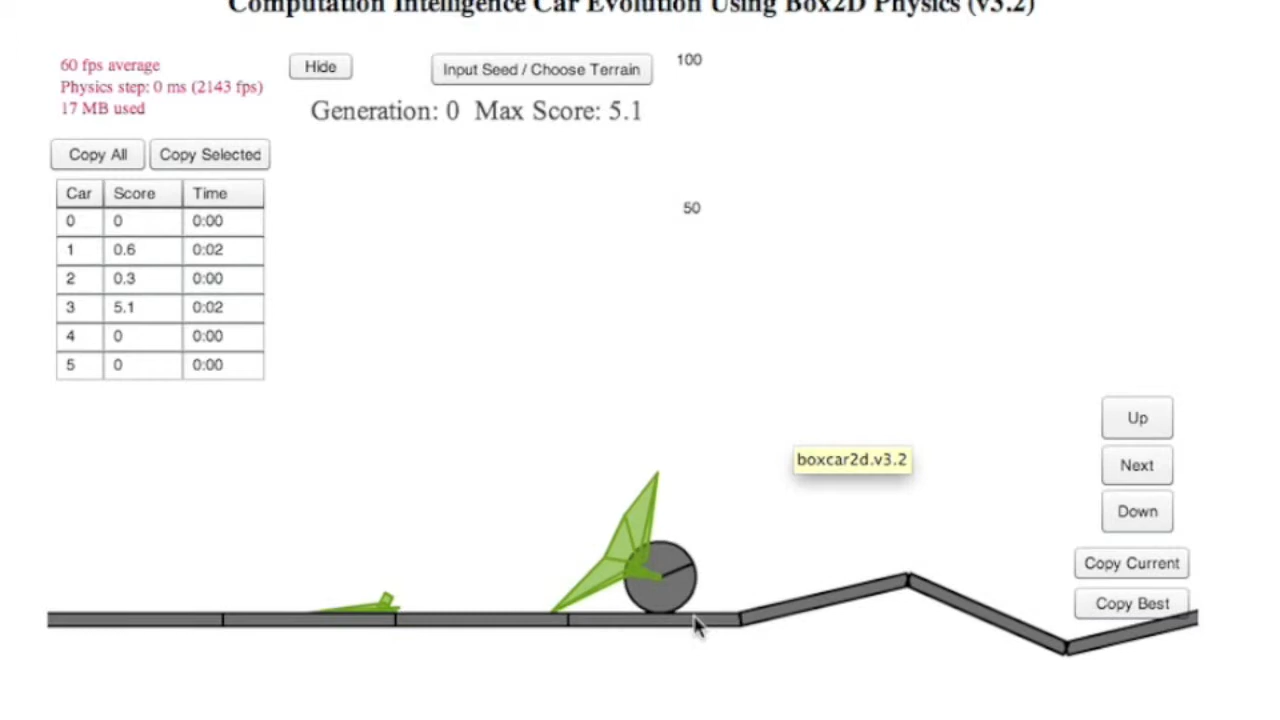 Computation Intelligence Car Evolution Using Box2D Physics (v3.2)
60 fps average
Physics step: 0 ms (2143 fps)
17 MB used
Hide
Input Seed / Choose Terrain
100
Generation: 0 Max Score: 5.1
Copy All
Copy Selected
Car Score Time
0 0 0:00
1 0.6 0:02
2 0.3 0:00
3 5.1 0:02
4 0 0:00
5 0 0:00
50
boxcar2d.v3.2
Up
Next
Down
Copy Current
Copy Best